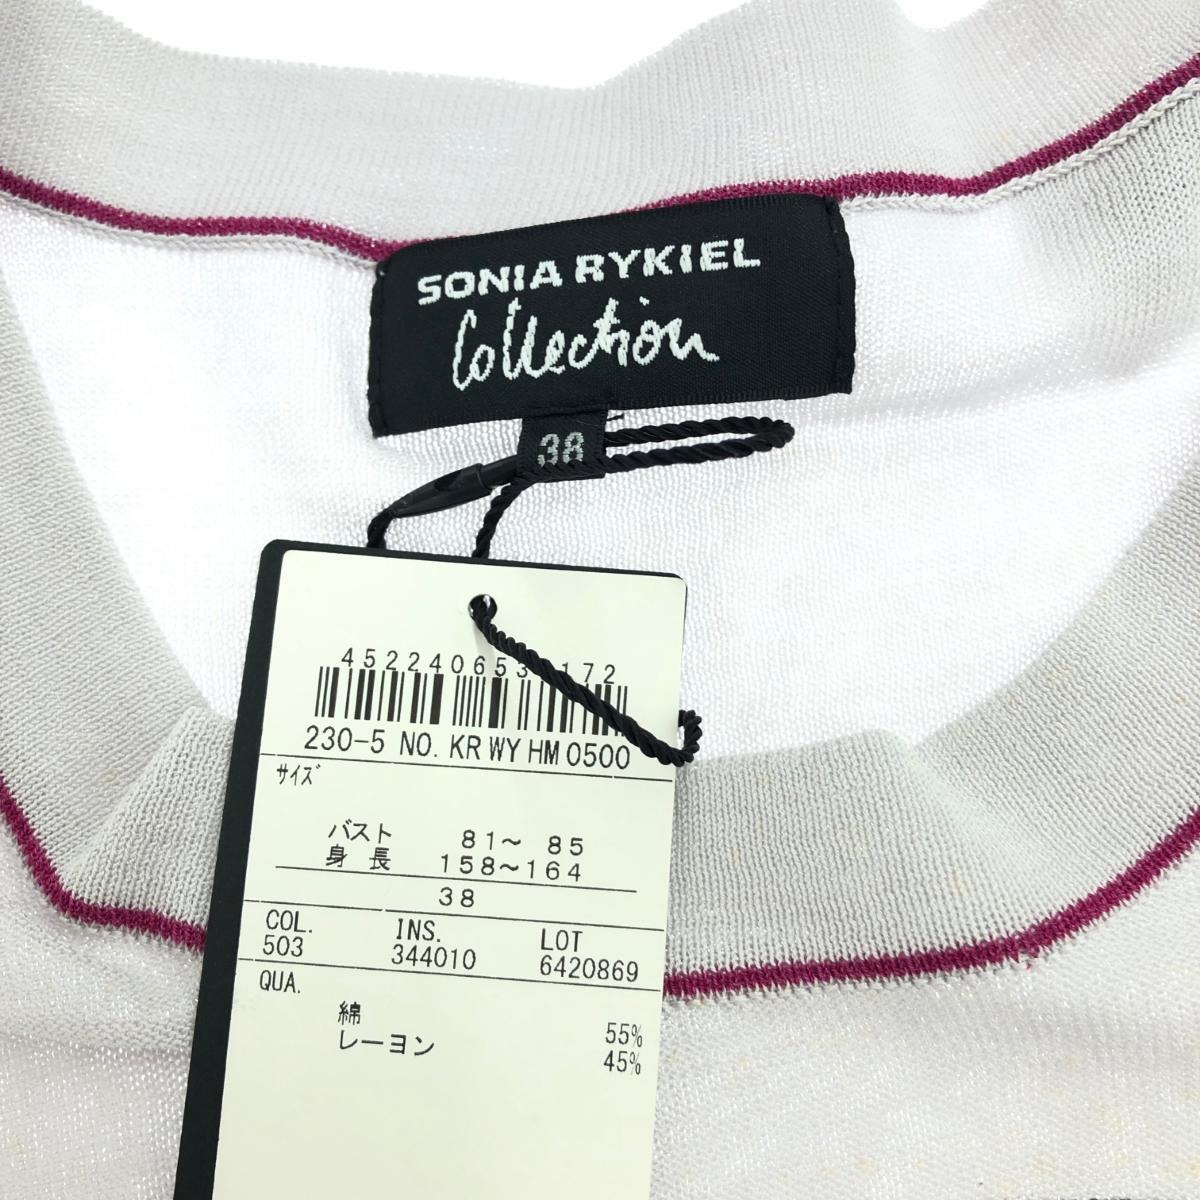 SONIA RYKIEL
Collection
38
230-5 NO. KR WY HM 0500
サイズ
バスト 81～ 85
身長 158～164
38
COL. INS. LOT
503 344010 6420869
QUA.
綿 55%
レーヨン 45%